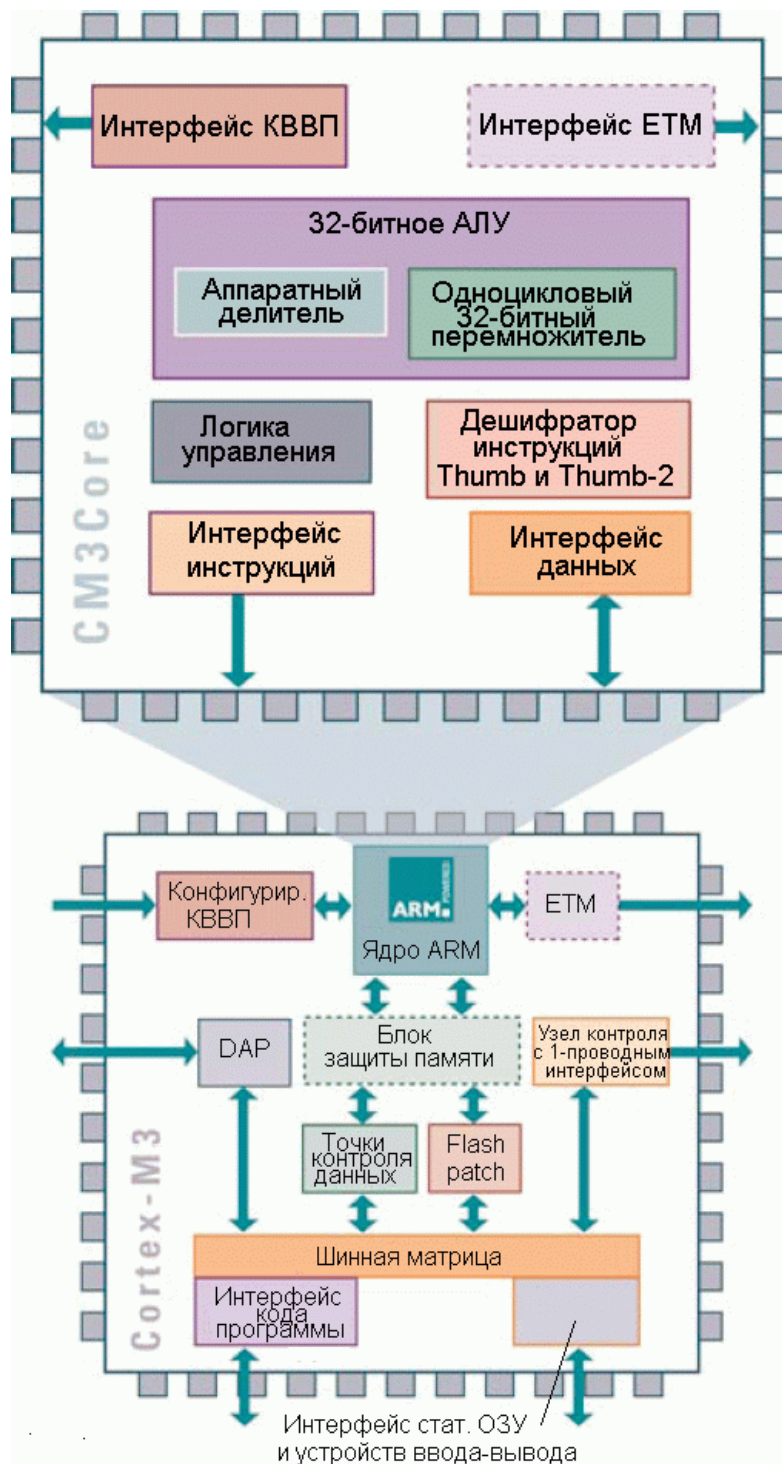 Интерфейс КВВП
Интерфейс ETM
32-битное АЛУ
Аппаратный
делитель
Одноцикловый
32-битный
перемножитель
Логика
управления
Дешифратор
инструкций
Thumb и Thumb-2
Интерфейс
инструкций
Интерфейс
данных
CM3Core
Конфигурир.
КВВП
ARM
POWERED
Ядро ARM
ETM
DAP
Блок
защиты памяти
Узел контроля
с 1-проводным
интерфейсом
Точки
контроля
данных
Flash
patch
Шинная матрица
Интерфейс
кода
программы
Cortex-M3
Интерфейс стат. ОЗУ
и устройств ввода-вывода